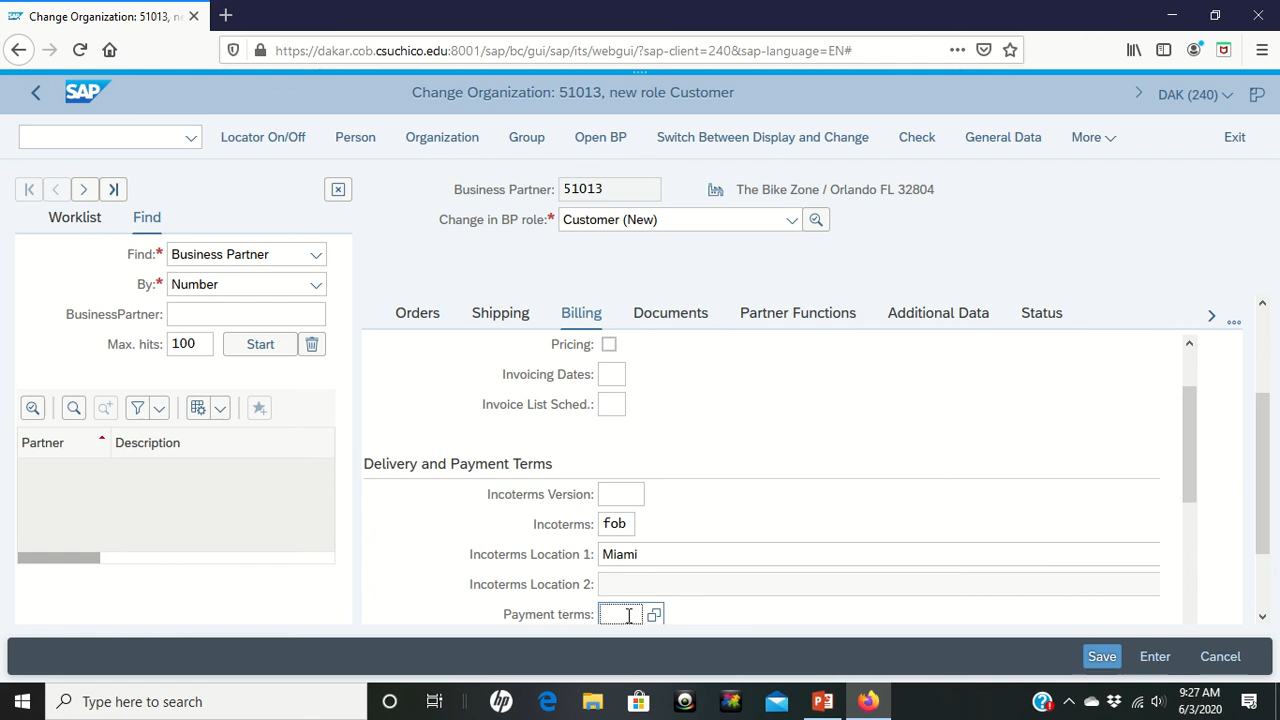 Change Organization: 51013, ne
https://dakar.cob.csuchico.edu:8001/sap/bc/gui/sap/its/webgui/?sap-client=240&sap-language=EN#
SAP
Change Organization: 51013, new role Customer
DAK (240)
Locator On/Off
Person
Organization
Group
Open BP
Switch Between Display and Change
Check
General Data
More
Exit
Worklist
Find
Find:*
Business Partner
By:*
Number
BusinessPartner:
Max. hits:
100
Start
Partner
Description
Business Partner:
51013
The Bike Zone / Orlando FL 32804
Change in BP role:*
Customer (New)
Orders
Shipping
Billing
Documents
Partner Functions
Additional Data
Status
Pricing:
Invoicing Dates:
Invoice List Sched.:
Delivery and Payment Terms
Incoterms Version:
Incoterms:
fob
Incoterms Location 1:
Miami
Incoterms Location 2:
Payment terms:
Save
Enter
Cancel
Type here to search
9:27 AM
6/3/2020